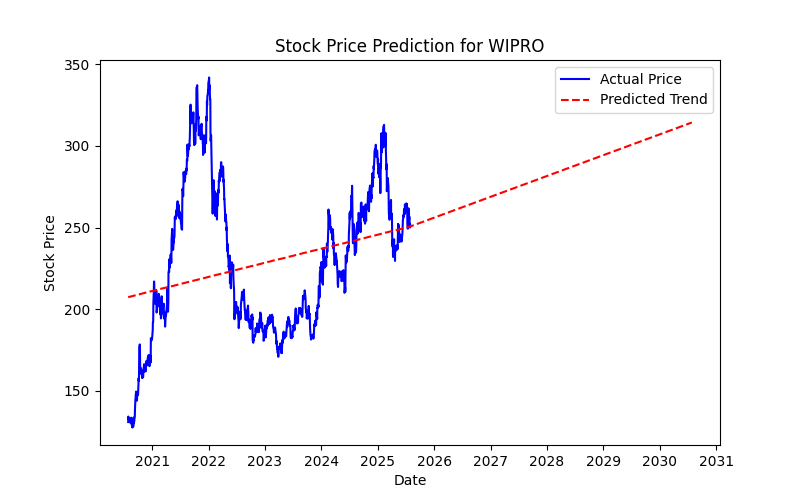 Stock Price Prediction for WIPRO
Actual Price
Predicted Trend
350
300
250
200
150
Stock Price
2021 2022 2023 2024 2025 2026 2027 2028 2029 2030 2031
Date